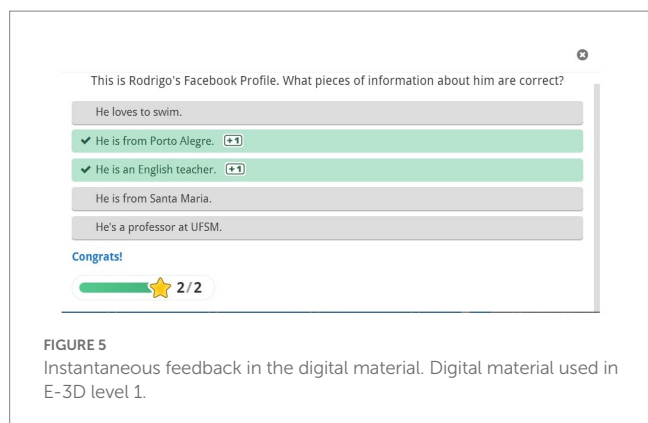 This is Rodrigo's Facebook Profile. What pieces of information about him are correct?
He loves to swim.
✔ He is from Porto Alegre. +1
✔ He is an English teacher. +1
He is from Santa Maria.
He's a professor at UFSM.
Congrats!
2/2
FIGURE 5
Instantaneous feedback in the digital material. Digital material used in
E-3D level 1.